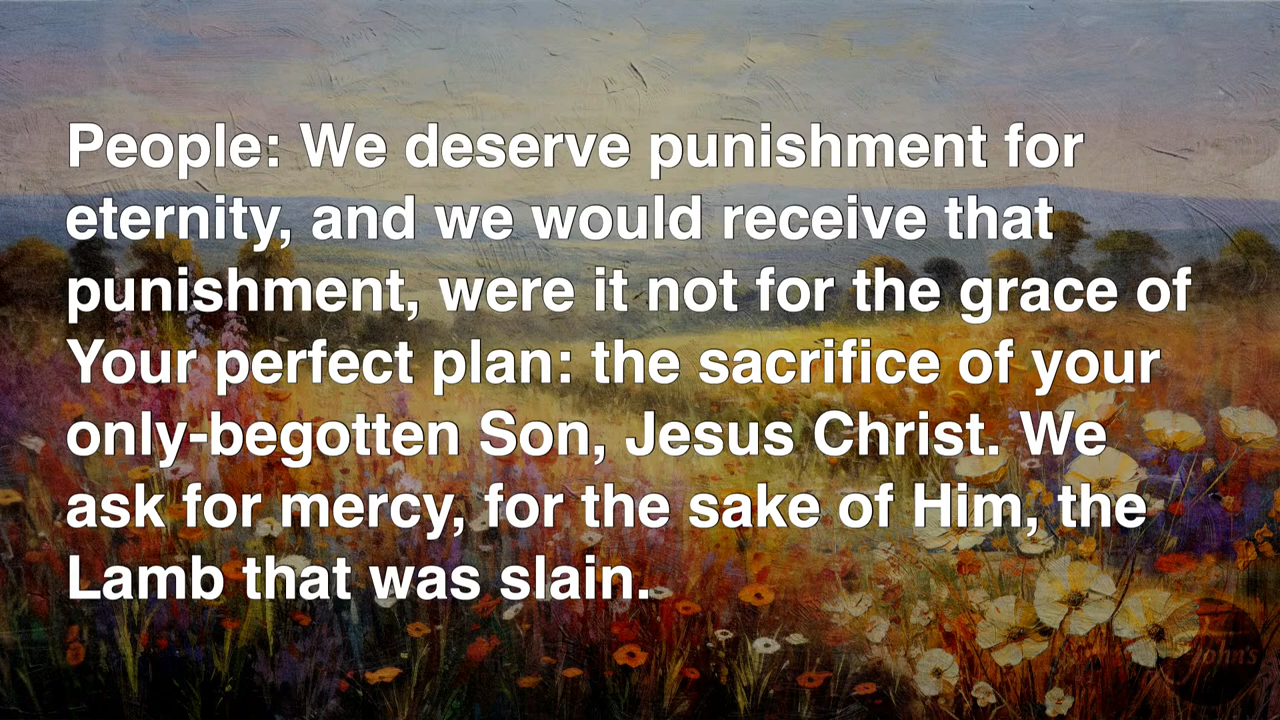 People: We deserve punishment for
eternity, and we would receive that
punishment, were it not for the grace of
Your perfect plan: the sacrifice of your
only-begotten Son, Jesus Christ. We
ask for mercy, for the sake of Him, the
Lamb that was slain.
John's